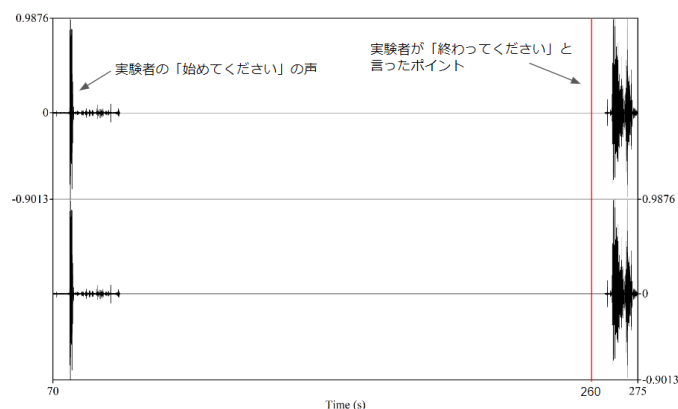 0.9876
実験者の「始めてください」の声
実験者が「終わってください」と
言ったポイント
0
-0.9013
0.9876
0
-0.9013
70
260
275
Time (s)